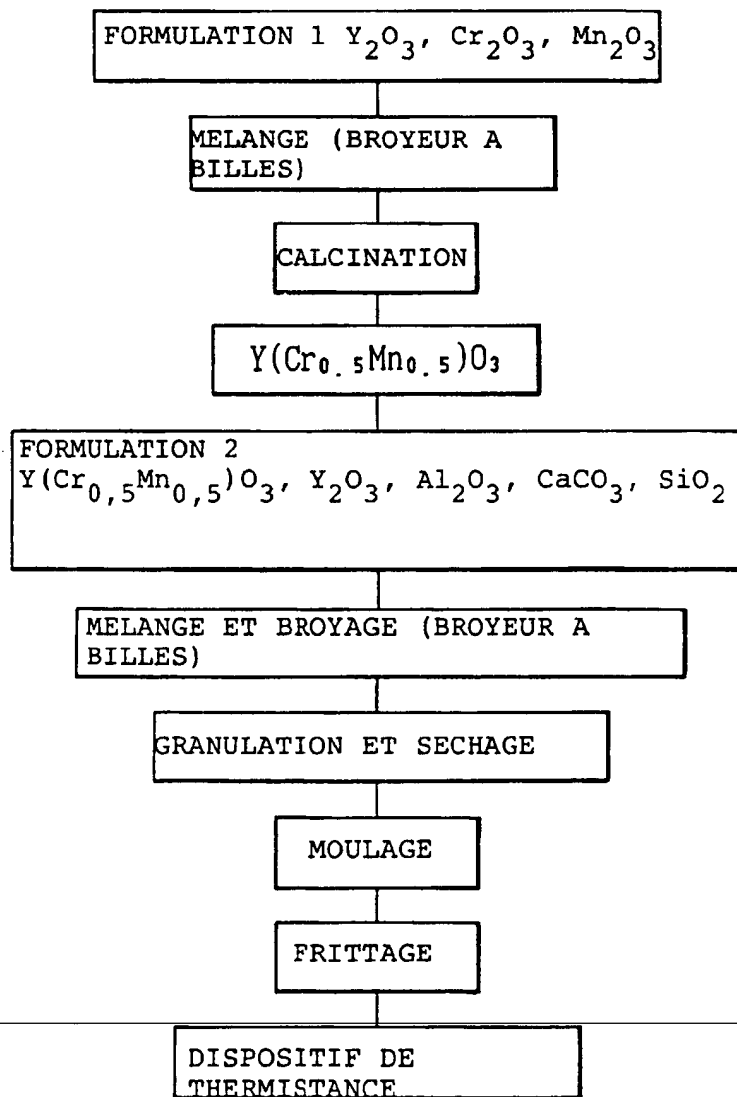 FORMULATION 1 Y₂O₃, Cr₂O₃, Mn₂O₃
MELANGE (BROYEUR A
BILLES)
CALCINATION
Y(Cr₀.₅Mn₀.₅)O₃
FORMULATION 2
Y(Cr₀,₅Mn₀,₅)O₃, Y₂O₃, Al₂O₃, CaCO₃, SiO₂
MELANGE ET BROYAGE (BROYEUR A
BILLES)
GRANULATION ET SECHAGE
MOULAGE
FRITTAGE
DISPOSITIF DE
THERMISTANCE